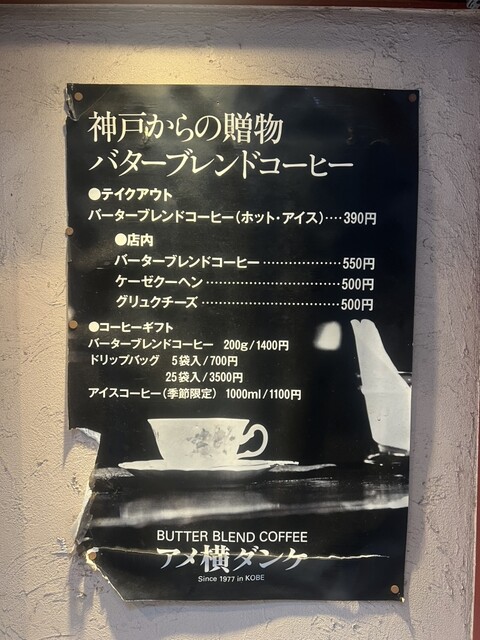 神戸からの贈物
バターブレンドコーヒー
●テイクアウト
バーターブレンドコーヒー(ホット・アイス)‥‥390円
●店内
バーターブレンドコーヒー…………………550円
ケーゼクーヘン………………………………500円
グリュクチーズ………………………………500円
●コーヒーギフト
バーターブレンドコーヒー 200g/1400円
ドリップバッグ 5袋入/700円
25袋入/3500円
アイスコーヒー(季節限定) 1000ml/1100円
BUTTER BLEND COFFEE
アメ横ダンケ
Since 1977 in KOBE